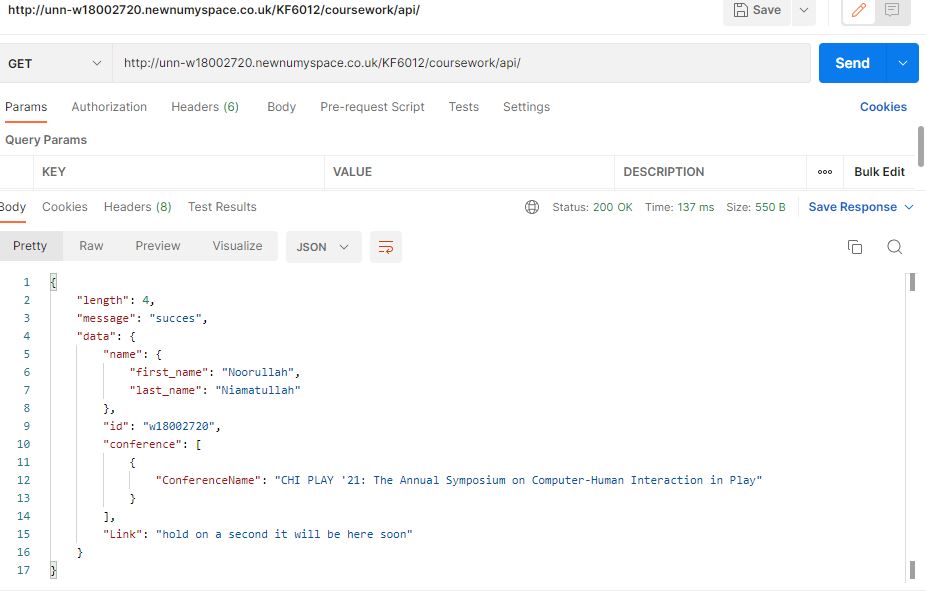 http://unn-w18002720.newnumyspace.co.uk/KF6012/coursework/api/ Save
GET http://unn-w18002720.newnumyspace.co.uk/KF6012/coursework/api/ Send
Params Authorization Headers (6) Body Pre-request Script Tests Settings Cookies
Query Params
KEY VALUE DESCRIPTION ooo Bulk Edit
Body Cookies Headers (8) Test Results Status: 200 OK Time: 137 ms Size: 550 B Save Response
Pretty Raw Preview Visualize JSON
1 {
2 "length": 4,
3 "message": "succes",
4 "data": {
5 "name": {
6 "first_name": "Noorullah",
7 "last_name": "Niamatullah"
8 },
9 "id": "w18002720",
10 "conference": [
11 {
12 "ConferenceName": "CHI PLAY '21: The Annual Symposium on Computer-Human Interaction in Play"
13 }
14 ],
15 "Link": "hold on a second it will be here soon"
16 }
17 }